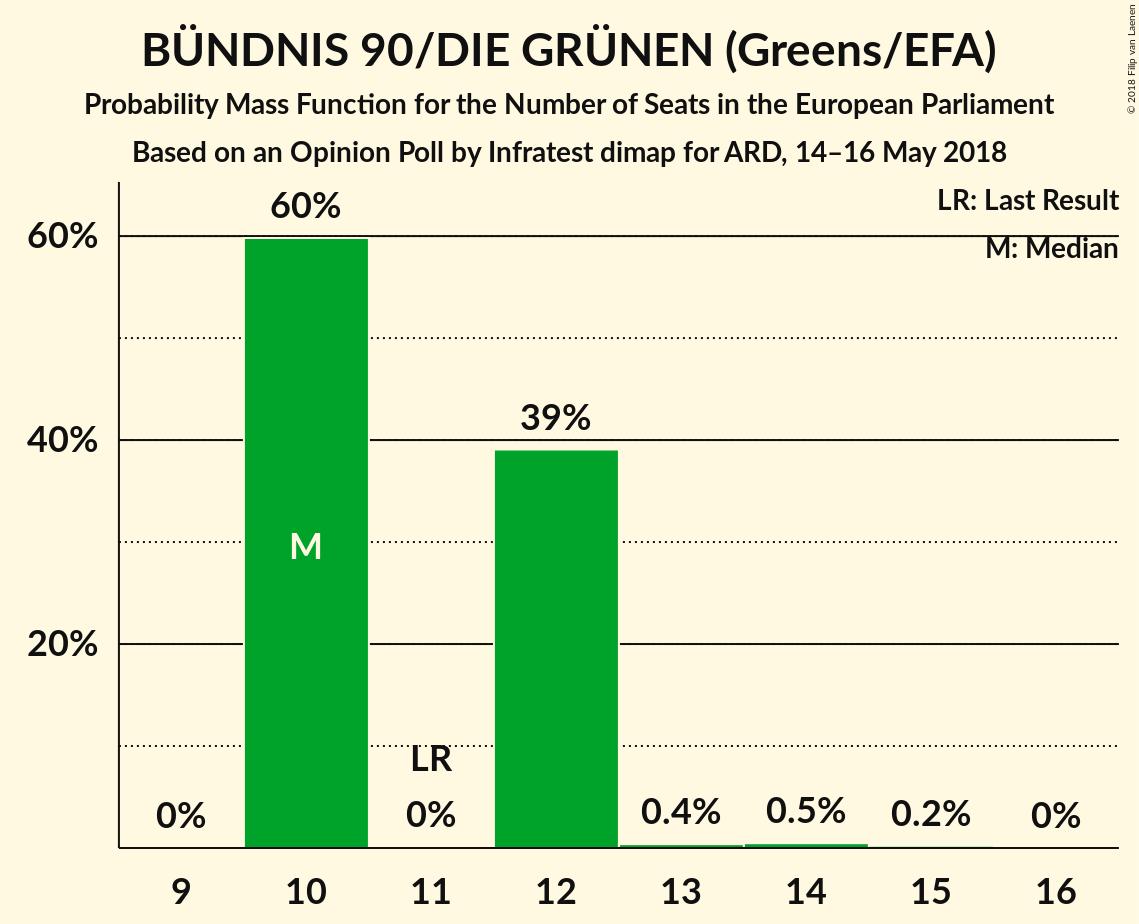 BÜNDNIS 90/DIE GRÜNEN (Greens/EFA)
Probability Mass Function for the Number of Seats in the European Parliament
Based on an Opinion Poll by Infratest dimap for ARD, 14–16 May 2018
© 2018 Filip van Laenen
LR: Last Result
M: Median
60%
40%
20%
60%
39%
M
LR
0%
0%
0.4%
0.5%
0.2%
0%
9 10 11 12 13 14 15 16